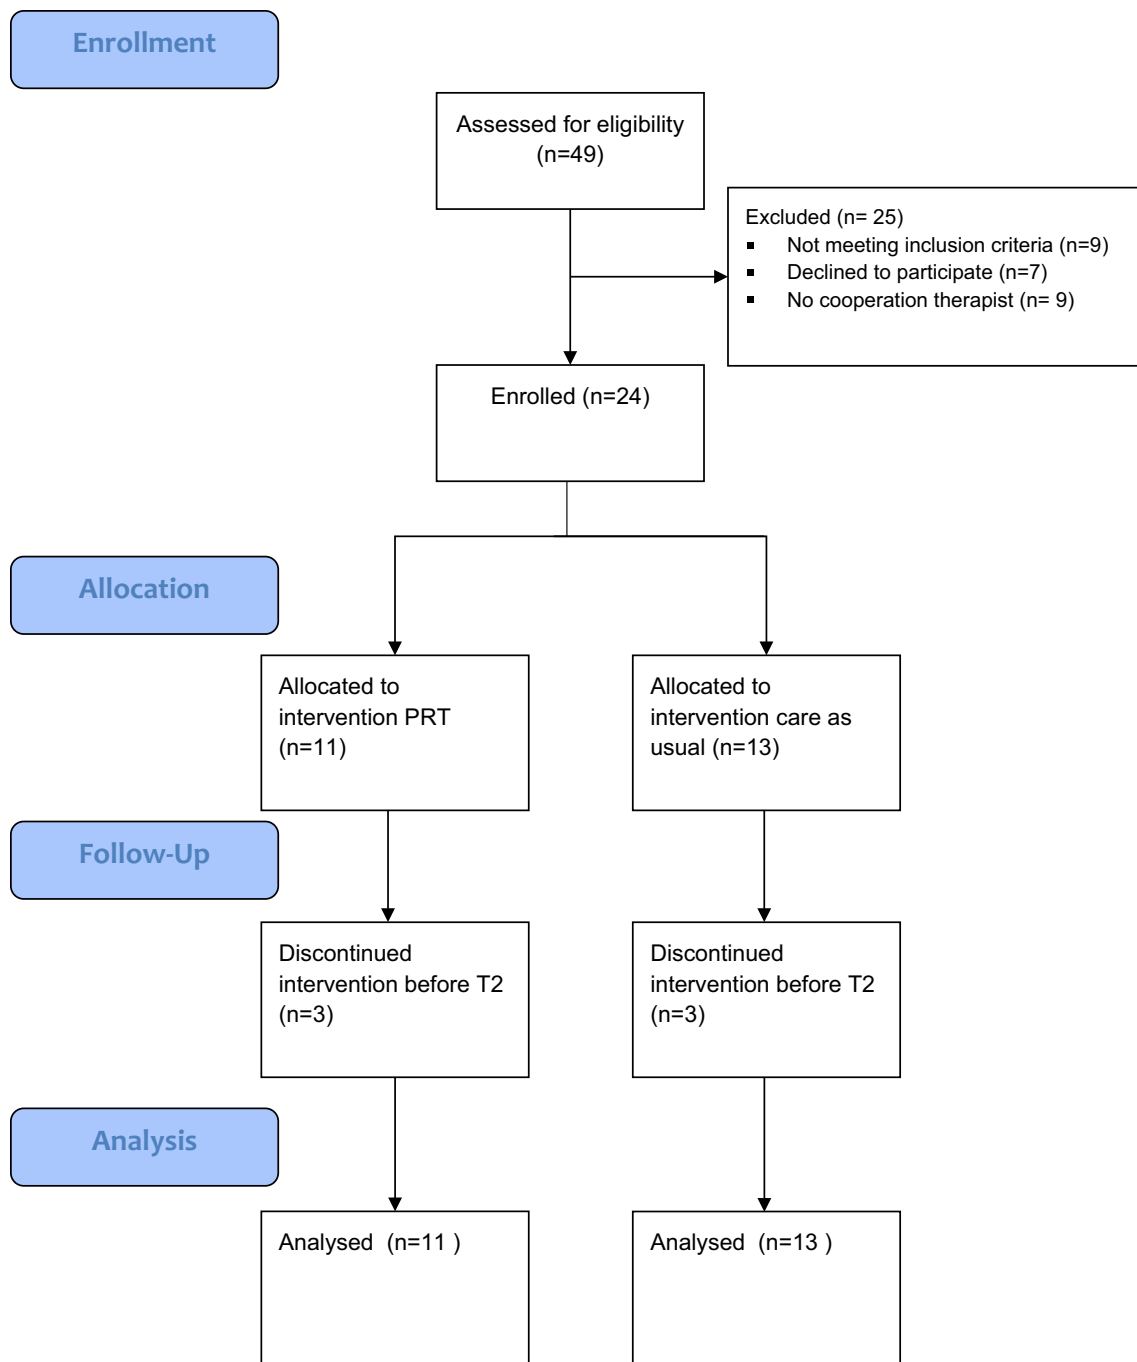 Enrollment
Assessed for eligibility
(n=49)
Excluded (n= 25)
▪ Not meeting inclusion criteria (n=9)
▪ Declined to participate (n=7)
▪ No cooperation therapist (n= 9)
Enrolled (n=24)
Allocation
Allocated to
intervention PRT
(n=11)
Allocated to
intervention care as
usual (n=13)
Follow-Up
Discontinued
intervention before T2
(n=3)
Discontinued
intervention before T2
(n=3)
Analysis
Analysed  (n=11 )
Analysed  (n=13 )